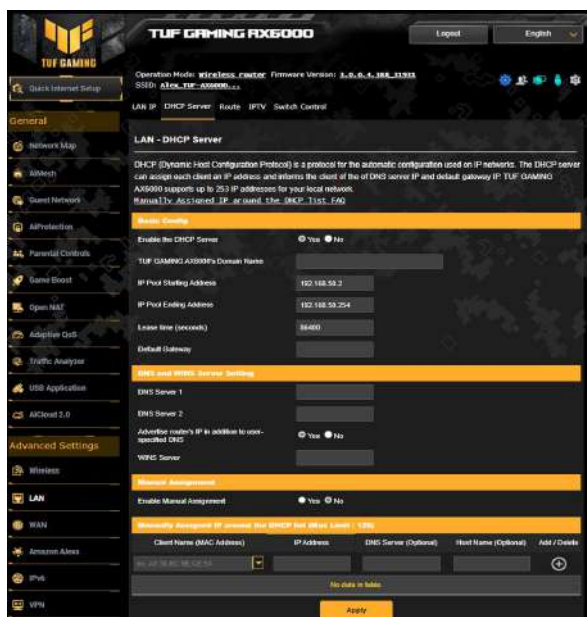 TUF GAMING
TUF GAMING AX6000
Logout
English
Quick Internet Setup
Operation Mode: Wireless router Firmware Version: 3.0.0.4.388_31931
SSID: Alex_TUF-AX6000...
LAN IP DHCP Server Route IPTV Switch Control
General
Network Map
AiMesh
Guest Network
AiProtection
Parental Controls
Game Boost
Open NAT
Adaptive QoS
Traffic Analyzer
USB Application
AiCloud 2.0
Advanced Settings
Wireless
LAN
WAN
Amazon Alexa
IPv6
VPN
LAN - DHCP Server
DHCP (Dynamic Host Configuration Protocol) is a protocol for the automatic configuration used on IP networks. The DHCP server
can assign each client an IP address and informs the client of the of DNS server IP and default gateway IP. TUF GAMING
AX6000 supports up to 253 IP addresses for your local network.
Manually Assigned IP around the DHCP list FAQ
Basic Config
Enable the DHCP Server Yes No
TUF GAMING AX6000's Domain Name
IP Pool Starting Address 192.168.50.2
IP Pool Ending Address 192.168.50.254
Lease time (seconds) 86400
Default Gateway
DNS and WINS Server Setting
DNS Server 1
DNS Server 2
Advertise router's IP in addition to user-
specified DNS Yes No
WINS Server
Manual Assignment
Enable Manual Assignment Yes No
Manually Assigned IP around the DHCP list (Max Limit : 128)
Client Name (MAC Address) IP Address DNS Server (Optional) Host Name (Optional) Add / Delete
No data in table.
Apply